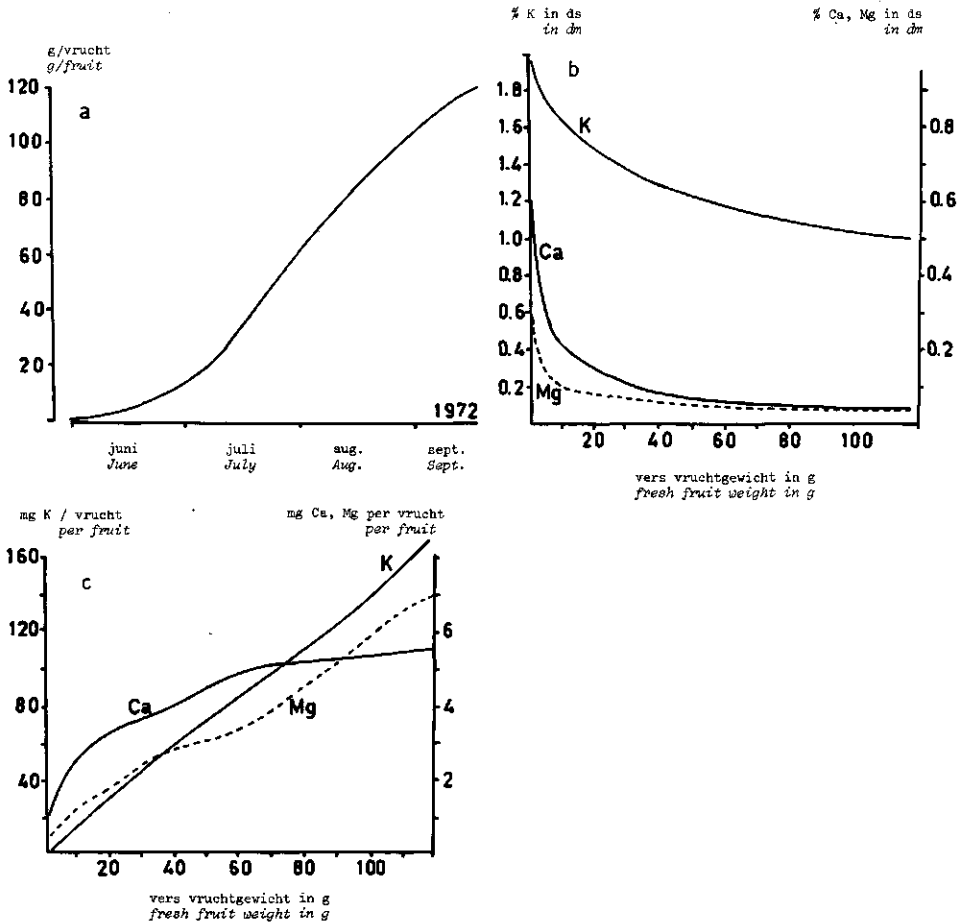 g/vrucht
g/fruit
a
120
100
80
60
40
20
1972
juni juli aug. sept.
June July Aug. Sept.
% K in ds % Ca, Mg in ds
in dm in dm
b
1.8
1.6
1.4
1.2
1.0
0.8
0.6
0.4
0.2
0.8
0.6
0.4
0.2
K
Ca
Mg
20 40 60 80 100
vers vruchtgewicht in g
fresh fruit weight in g
mg K / vrucht mg Ca, Mg per vrucht
per fruit per fruit
c
160
120
80
40
6
4
2
K
Ca
Mg
20 40 60 80 100
vers vruchtgewicht in g
fresh fruit weight in g